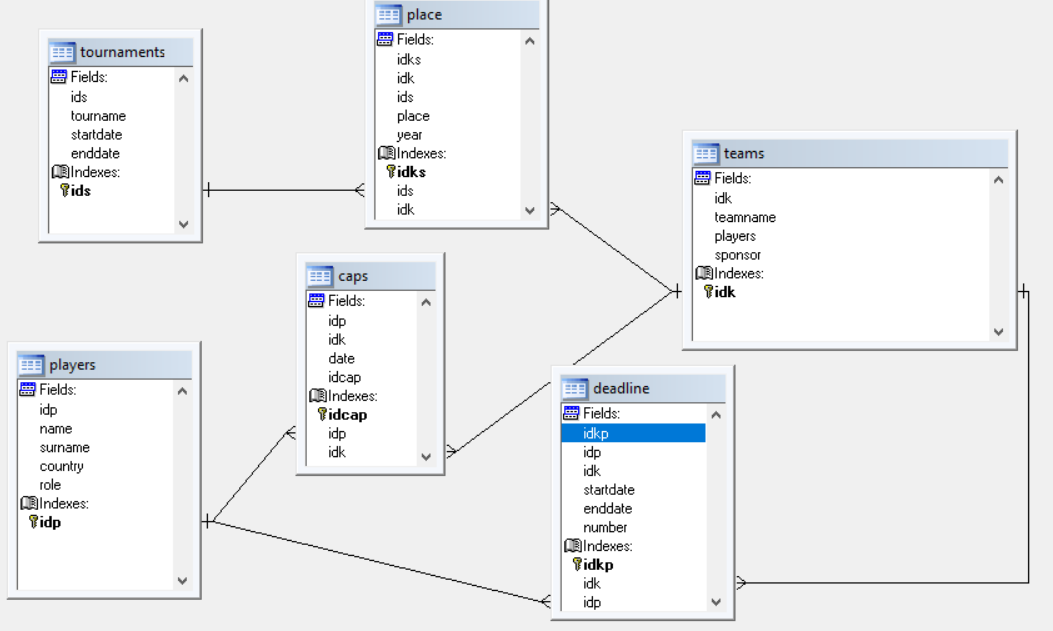 tournaments
Fields:
ids
tourname
startdate
enddate
Indexes:
ids
place
Fields:
idks
idk
ids
place
year
Indexes:
idks
ids
idk
teams
Fields:
idk
teamname
players
sponsor
Indexes:
idk
caps
Fields:
idp
idk
date
idcap
Indexes:
idcap
idp
idk
players
Fields:
idp
name
surname
country
role
Indexes:
idp
deadline
Fields:
idkp
idp
idk
startdate
enddate
number
Indexes:
idkp
idk
idp